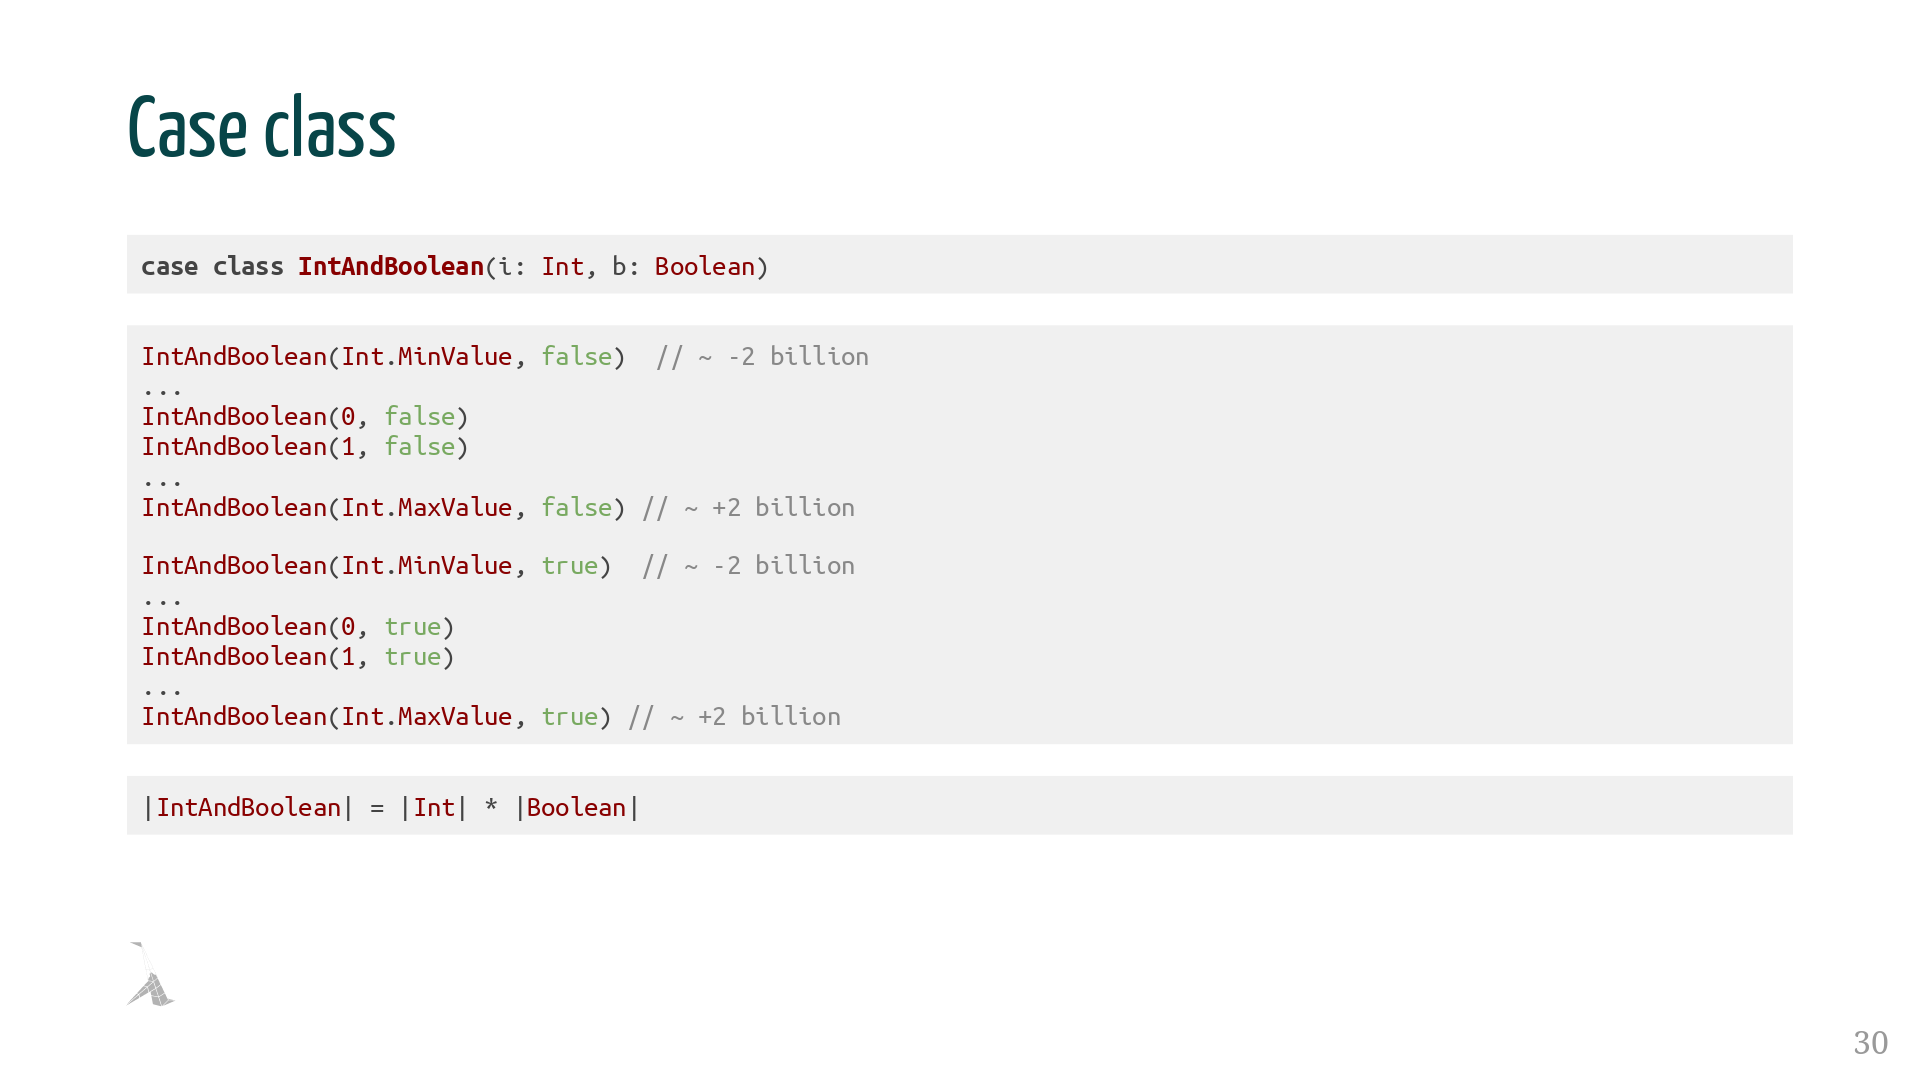 Case class
case class IntAndBoolean(i: Int, b: Boolean)
IntAndBoolean(Int.MinValue, false)  // ~ -2 billion
...
IntAndBoolean(0, false)
IntAndBoolean(1, false)
...
IntAndBoolean(Int.MaxValue, false) // ~ +2 billion
IntAndBoolean(Int.MinValue, true)  // ~ -2 billion
...
IntAndBoolean(0, true)
IntAndBoolean(1, true)
...
IntAndBoolean(Int.MaxValue, true) // ~ +2 billion
|IntAndBoolean| = |Int| * |Boolean|
30